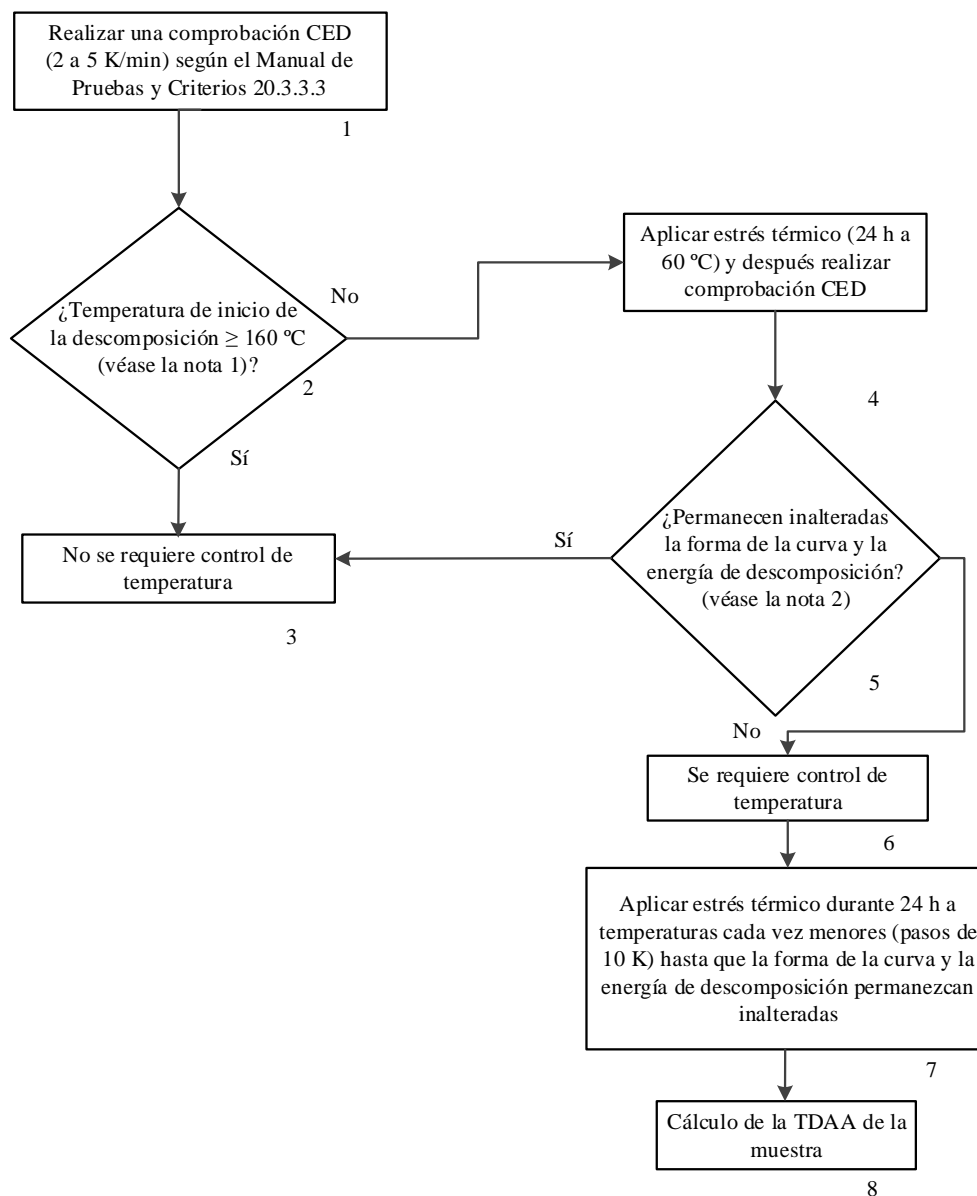 Realizar una comprobación CED
(2 a 5 K/min) según el Manual de
Pruebas y Criterios 20.3.3.3
1
¿Temperatura de inicio de
la descomposición ≥ 160 ºC
(véase la nota 1)?
2
No
Sí
No se requiere control de
temperatura
3
Aplicar estrés térmico (24 h a
60 ºC) y después realizar
comprobación CED
4
¿Permanecen inalteradas
la forma de la curva y la
energía de descomposición?
(véase la nota 2)
5
Sí
No
Se requiere control de
temperatura
6
Aplicar estrés térmico durante 24 h a
temperaturas cada vez menores (pasos de
10 K) hasta que la forma de la curva y la
energía de descomposición permanezcan
inalteradas
7
Cálculo de la TDAA de la
muestra
8